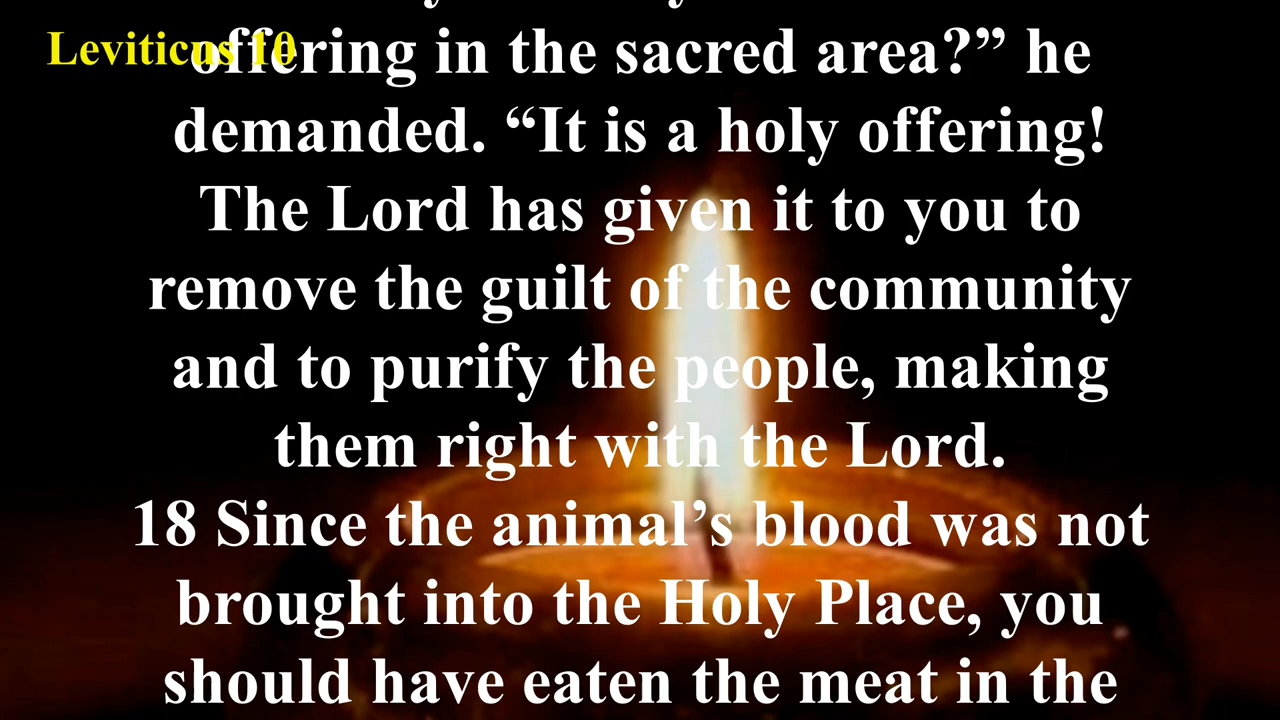 Leviticus 10
offering in the sacred area?” he
demanded. “It is a holy offering!
The Lord has given it to you to
remove the guilt of the community
and to purify the people, making
them right with the Lord.
18 Since the animal’s blood was not
brought into the Holy Place, you
should have eaten the meat in the